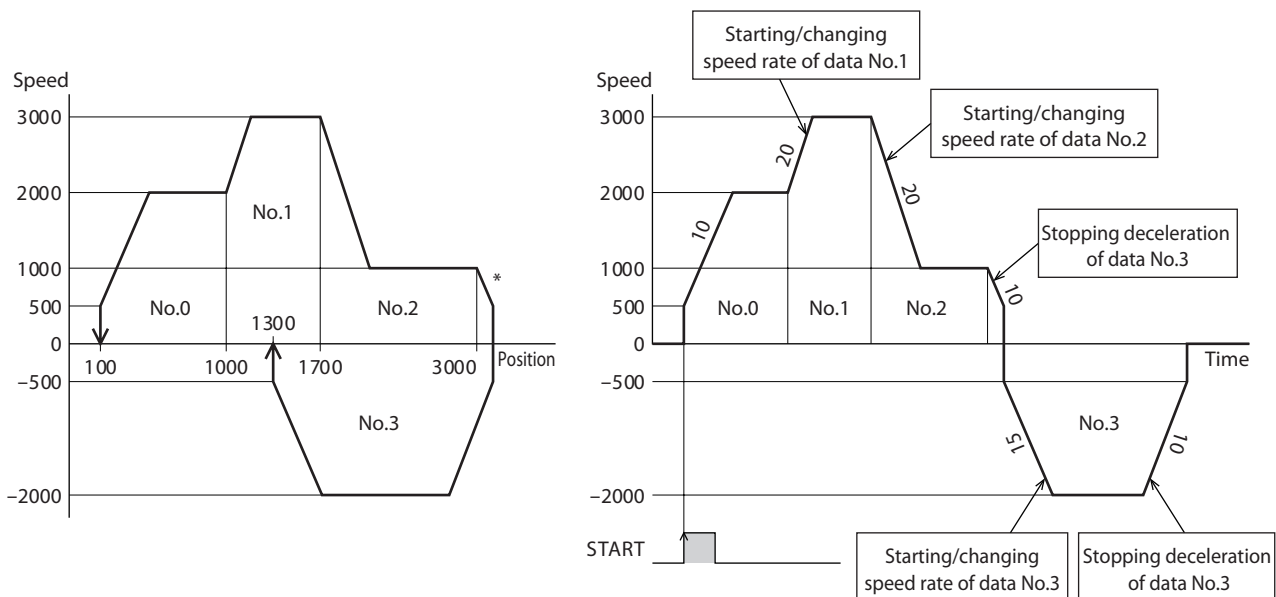 Speed
3000
2000
1000
500
0
−500
−2000
No.0
No.1
No.2
No.3
*
1300
100
1000
1700
3000
Position
Starting/changing
speed rate of data No.1
Starting/changing
speed rate of data No.2
Stopping deceleration
of data No.3
Speed
3000
2000
1000
500
0
−500
−2000
10
20
20
10
No.0
No.1
No.2
Time
No.3
15
10
START
Starting/changing
speed rate of data No.3
Stopping deceleration
of data No.3